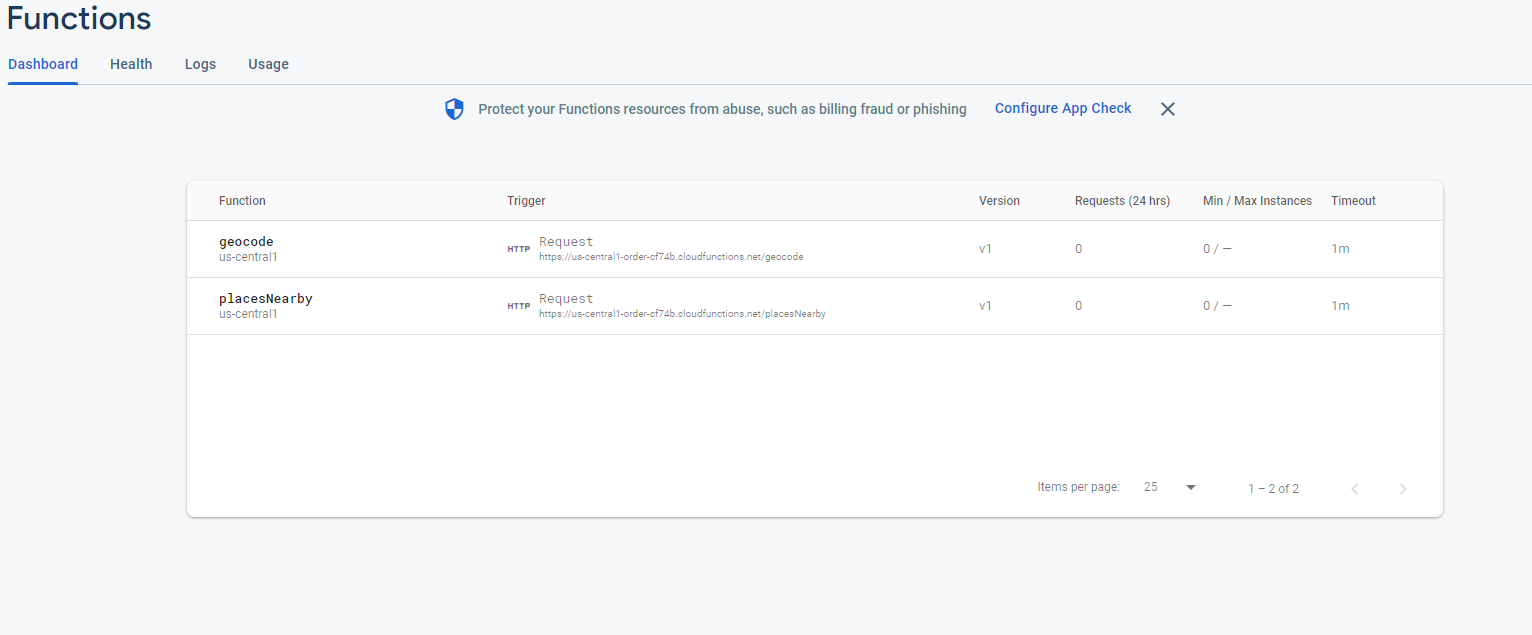 Functions
Dashboard Health Logs Usage
Protect your Functions resources from abuse, such as billing fraud or phishing Configure App Check
Function Trigger Version Requests (24 hrs) Min / Max Instances Timeout
geocode
us-central1
HTTP
Request
https://us-central1-order-cf74b.cloudfunctions.net/geocode
v1 0 0 / — 1m
placesNearby
us-central1
HTTP
Request
https://us-central1-order-cf74b.cloudfunctions.net/placesNearby
v1 0 0 / — 1m
Items per page: 25 1 – 2 of 2